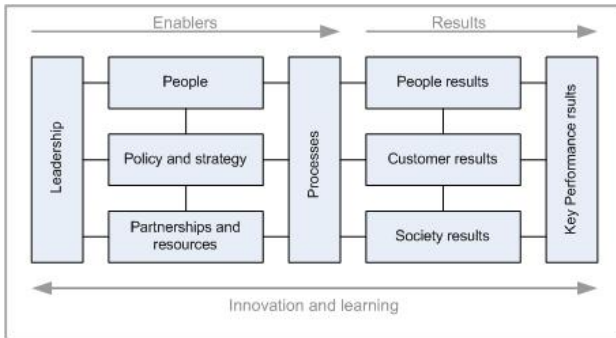 Enablers
Results
Leadership
People
Policy and strategy
Partnerships and
resources
Processes
People results
Customer results
Society results
Key Performance rsults
Innovation and learning